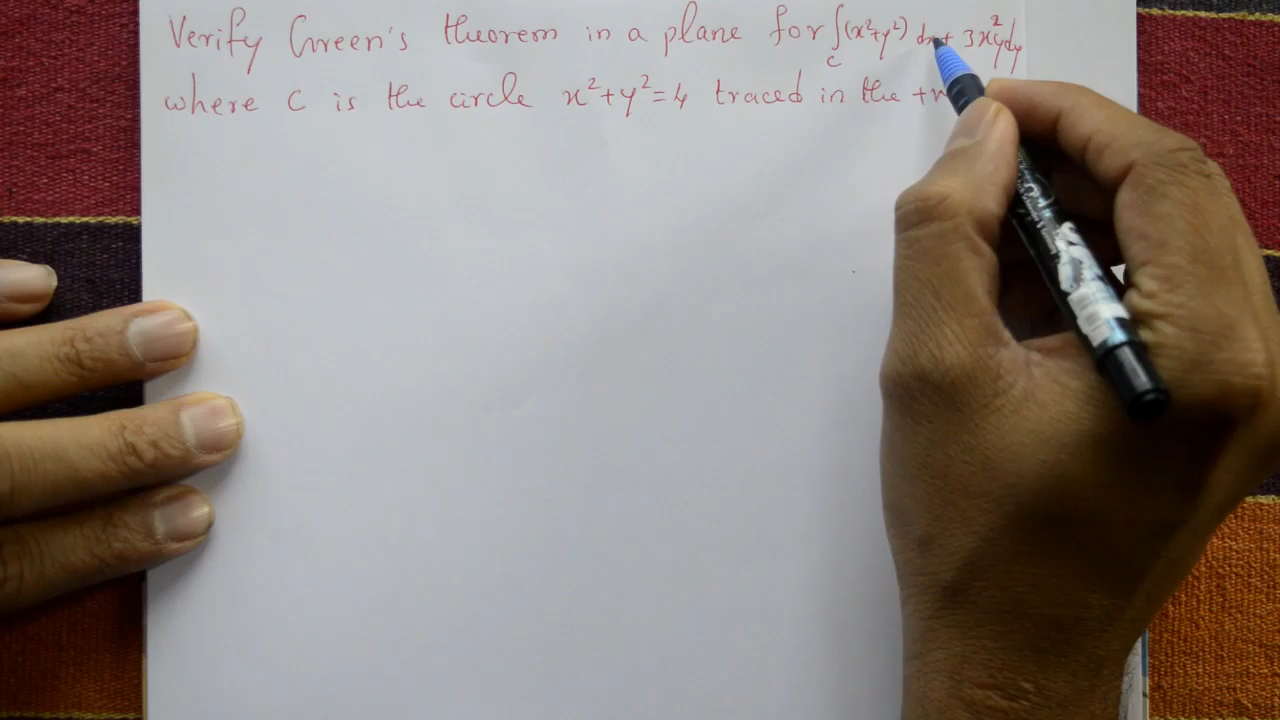 Verify Green's theorem in a plane for ∫(x²+y²) dx + 3x²y dy
C
where C is the circle x²+y²=4 traced in the +v